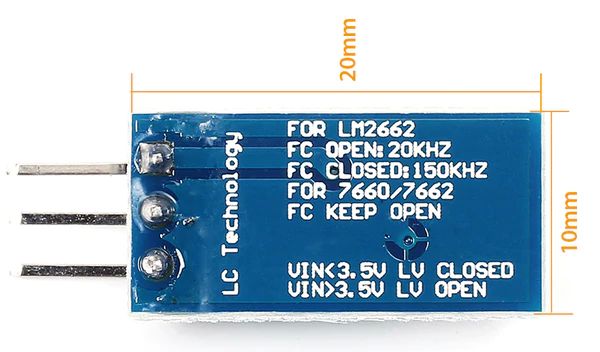 20mm
FOR LM2662
FC OPEN:20KHZ
FC CLOSED:150KHZ
FOR 7660/7662
FC KEEP OPEN
LC Technology
10mm
VIN<3.5V LV CLOSED
VIN>3.5V LV OPEN